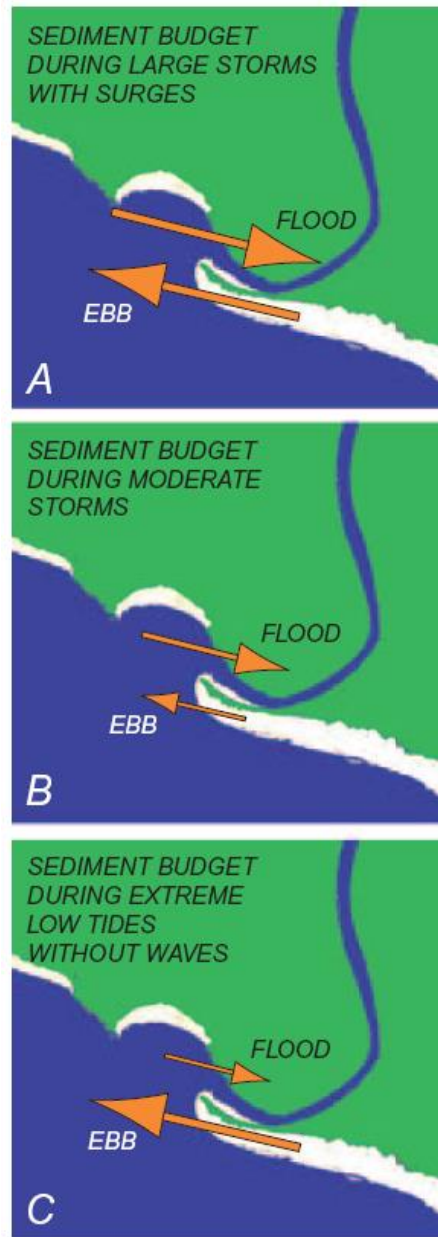 SEDIMENT BUDGET
DURING LARGE STORMS
WITH SURGES
FLOOD
EBB
A
SEDIMENT BUDGET
DURING MODERATE
STORMS
FLOOD
EBB
B
SEDIMENT BUDGET
DURING EXTREME
LOW TIDES
WITHOUT WAVES
FLOOD
EBB
C